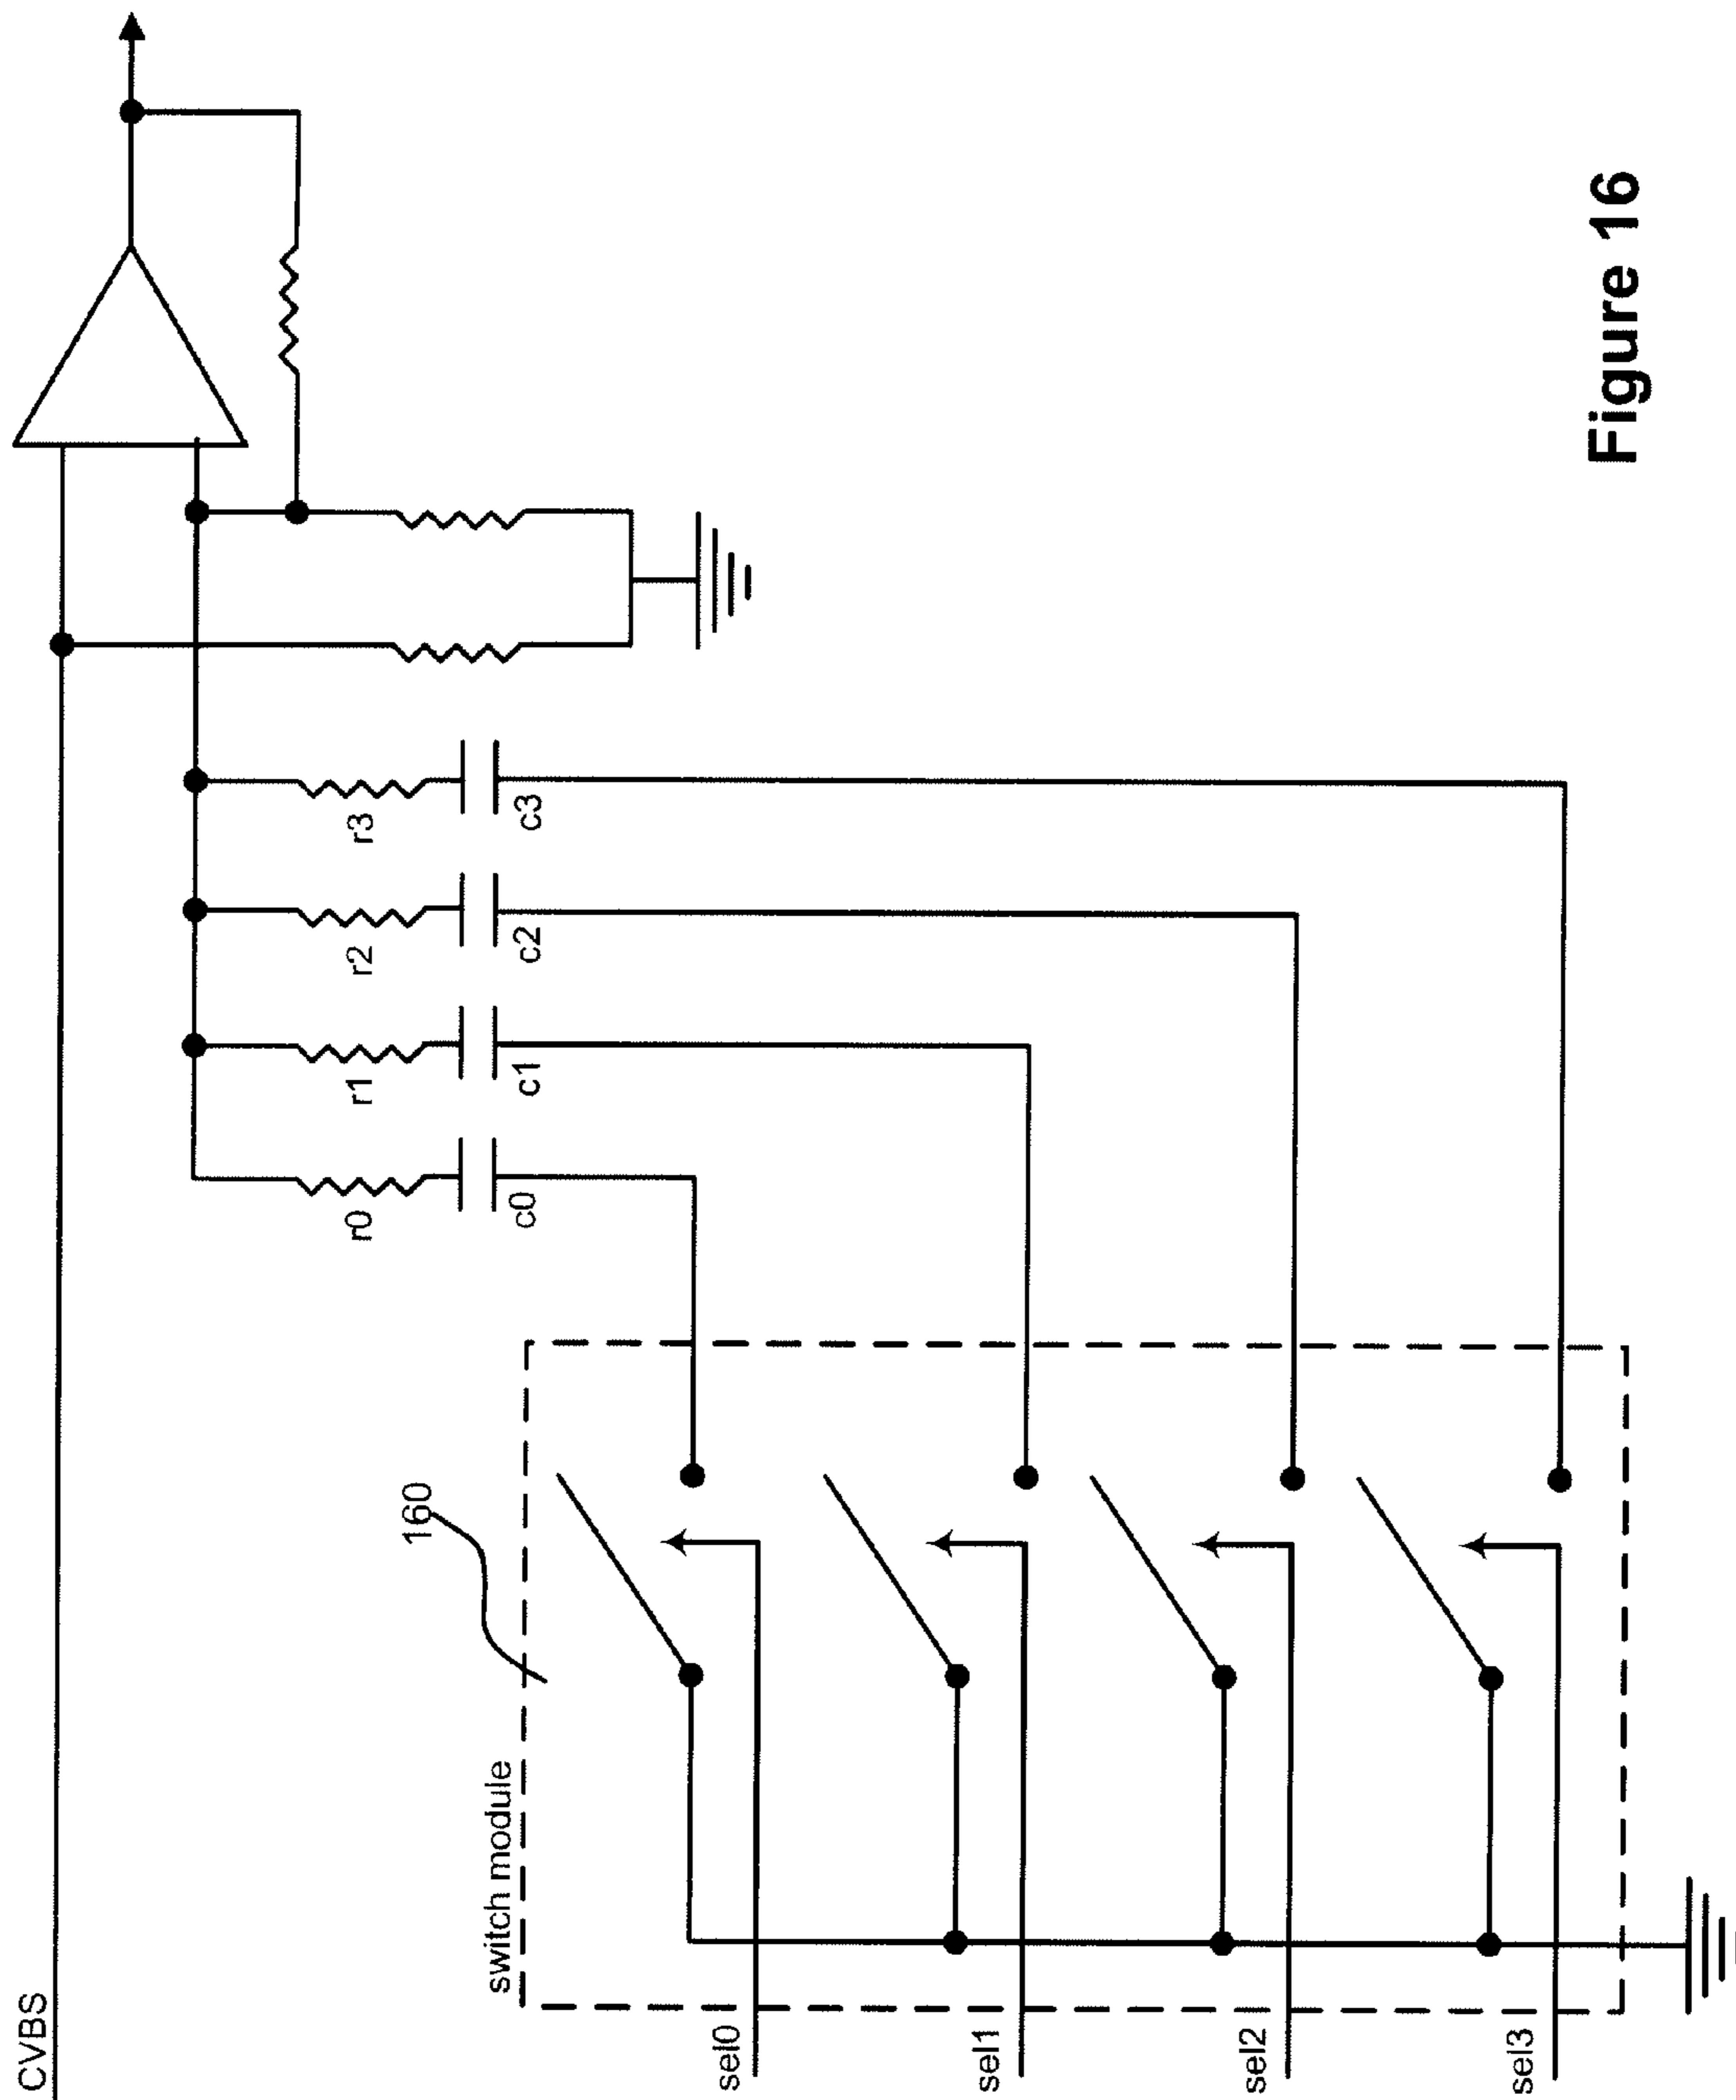 CVBS
r0
r1
r2
r3
c0
c1
c2
c3
160
switch module
sel0
sel1
sel2
sel3
Figure 16